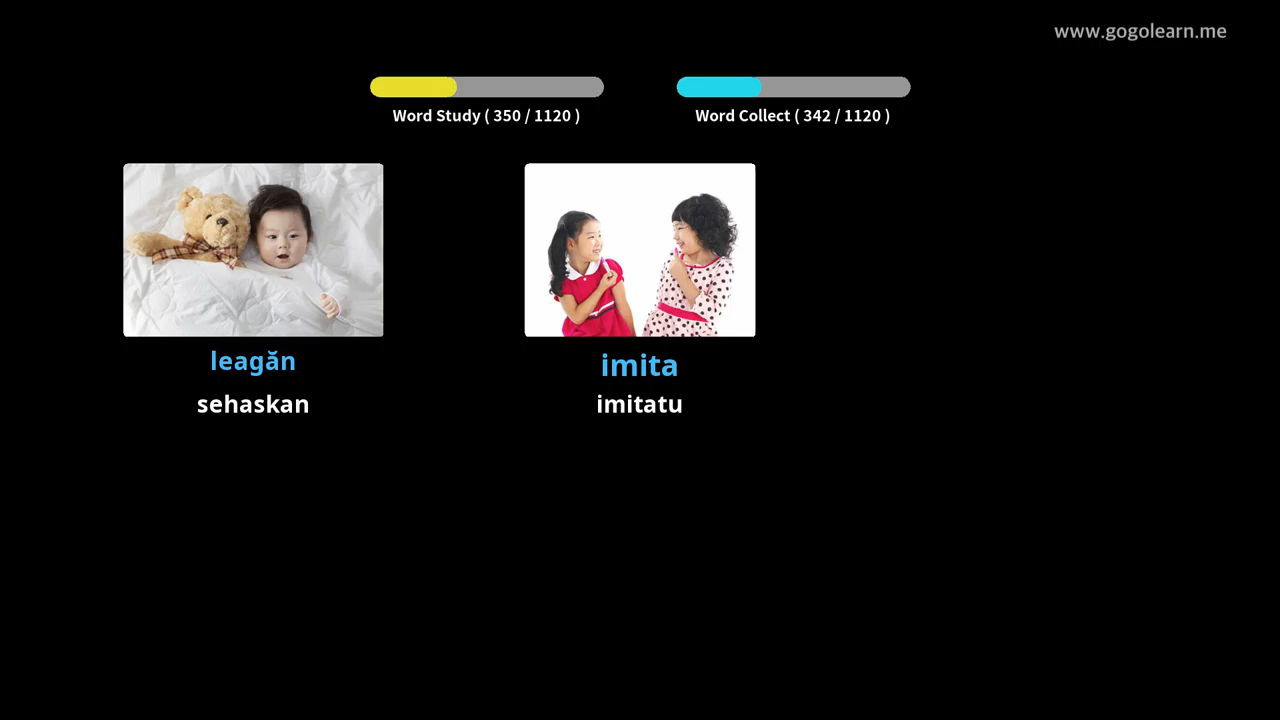 www.gogolearn.me
Word Study ( 350 / 1120 )
Word Collect ( 342 / 1120 )
leagăn
sehaskan
imita
imitatu